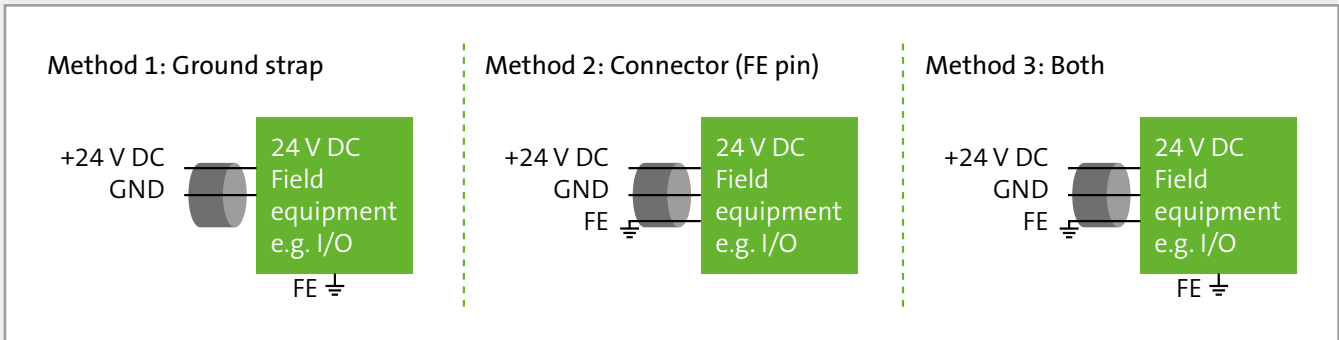 Method 1: Ground strap
+24 V DC
GND
24 V DC
Field
equipment
e.g. I/O
FE
Method 2: Connector (FE pin)
+24 V DC
GND
FE
24 V DC
Field
equipment
e.g. I/O
Method 3: Both
+24 V DC
GND
FE
24 V DC
Field
equipment
e.g. I/O
FE